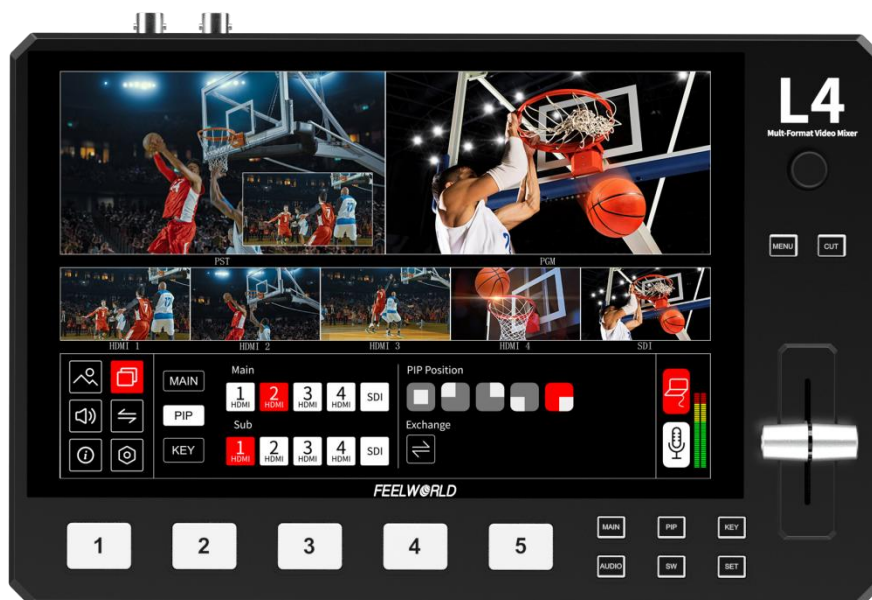 L4
Mult-Format Video Mixer
MENU CUT
PST PGM
HDMI 1 HDMI 2 HDMI 3 HDMI 4 SDI
Main PIP Position
MAIN 1 HDMI 2 HDMI 3 HDMI 4 HDMI SDI
PIP Sub Exchange
KEY 1 HDMI 2 HDMI 3 HDMI 4 HDMI SDI
FEELWORLD
1 2 3 4 5
MAIN PIP KEY
AUDIO SW SET